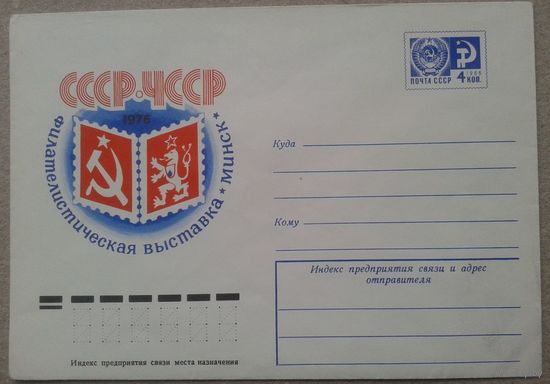 СССР·ЧССР
1976
филателистическая выставка * минск *
ПОЧТА СССР
1966
4 КОП.
Куда
Кому
Индекс предприятия связи и адрес
отправителя
Индекс предприятия связи места назначения